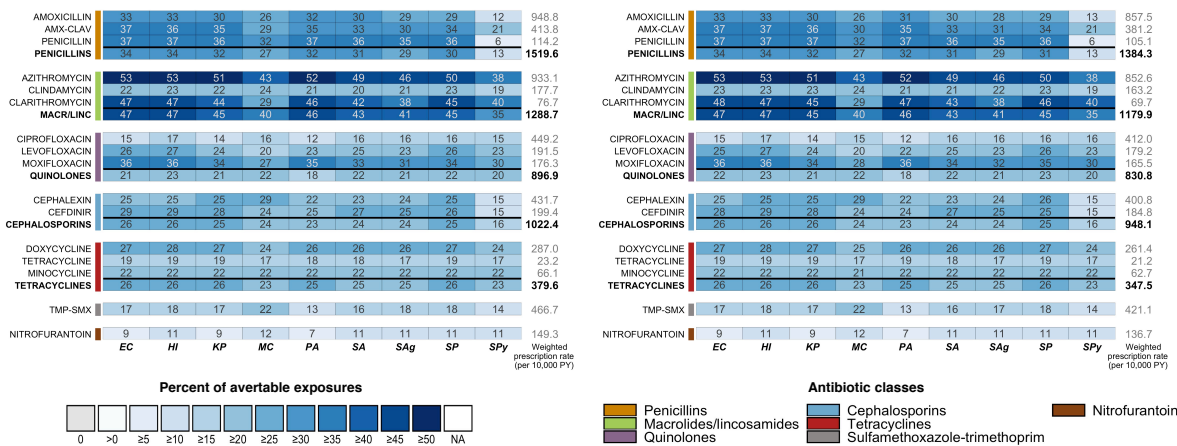 AMOXICILLIN 33 33 30 26 32 30 29 29 12 948.8
AMX-CLAV 37 36 35 29 35 33 30 34 21 413.8
PENICILLIN 37 37 36 32 37 36 35 36 6 114.2
PENICILLINS 34 34 32 27 32 31 29 30 13 1519.6
AZITHROMYCIN 53 53 51 43 52 49 46 50 38 933.1
CLINDAMYCIN 22 23 22 24 21 20 21 23 19 177.7
CLARITHROMYCIN 47 47 44 29 46 42 38 45 40 76.7
MACR/LINC 47 47 45 40 46 43 41 45 35 1288.7
CIPROFLOXACIN 15 17 14 16 12 16 16 16 16 449.2
LEVOFLOXACIN 26 27 24 20 23 25 23 26 23 191.5
MOXIFLOXACIN 36 36 34 27 35 33 31 34 30 176.3
QUINOLONES 21 23 21 22 18 22 21 22 20 896.9
CEPHALEXIN 25 25 25 29 22 23 24 25 15 431.7
CEFDINIR 29 29 28 24 25 27 25 26 15 199.4
CEPHALOSPORINS 26 26 25 24 23 24 24 25 16 1022.4
DOXYCYCLINE 27 28 27 24 26 26 26 27 24 287.0
TETRACYCLINE 19 19 17 17 18 18 17 19 17 23.2
MINOCYCLINE 22 22 22 22 22 22 22 22 22 66.1
TETRACYCLINES 26 26 26 23 25 25 25 26 23 379.6
TMP-SMX 17 18 17 22 13 16 18 18 14 466.7
NITROFURANTOIN 9 11 9 12 7 11 11 11 11 149.3
EC HI KP MC PA SA SAg SP SPy Weighted
prescription rate
(per 10,000 PY)
AMOXICILLIN 33 33 30 26 31 30 28 29 13 857.5
AMX-CLAV 37 37 36 30 35 33 31 34 21 381.2
PENICILLIN 37 37 37 32 37 36 35 36 6 105.1
PENICILLINS 34 34 32 27 32 31 29 31 13 1384.3
AZITHROMYCIN 53 53 51 43 52 49 46 50 38 852.6
CLINDAMYCIN 23 23 23 24 21 21 22 23 19 163.2
CLARITHROMYCIN 48 47 45 29 47 43 38 46 40 69.7
MACR/LINC 47 47 45 40 46 43 41 45 35 1179.9
CIPROFLOXACIN 15 17 14 15 12 16 16 16 16 412.0
LEVOFLOXACIN 25 27 24 20 22 25 23 26 23 179.2
MOXIFLOXACIN 36 36 34 28 36 34 32 35 30 165.5
QUINOLONES 21 23 21 22 18 22 21 23 20 830.8
CEPHALEXIN 25 25 25 29 22 23 24 25 15 400.8
CEFDINIR 29 29 28 24 24 27 25 25 15 184.8
CEPHALOSPORINS 26 26 25 24 23 24 24 25 16 948.1
DOXYCYCLINE 27 28 27 25 26 26 26 27 24 261.4
TETRACYCLINE 19 19 17 17 18 19 17 19 17 21.2
MINOCYCLINE 22 22 22 21 22 22 22 22 22 62.7
TETRACYCLINES 26 26 26 23 25 25 25 26 23 347.5
TMP-SMX 17 18 17 22 13 16 17 18 14 421.1
NITROFURANTOIN 9 11 9 12 7 11 11 11 11 136.7
EC HI KP MC PA SA SAg SP SPy Weighted
prescription rate
(per 10,000 PY)
Percent of avertable exposures
0 >0 ≥5 ≥10 ≥15 ≥20 ≥25 ≥30 ≥35 ≥40 ≥45 ≥50 NA
Antibiotic classes
Penicillins
Macrolides/lincosamides
Quinolones
Cephalosporins
Tetracyclines
Sulfamethoxazole-trimethoprim
Nitrofurantoin